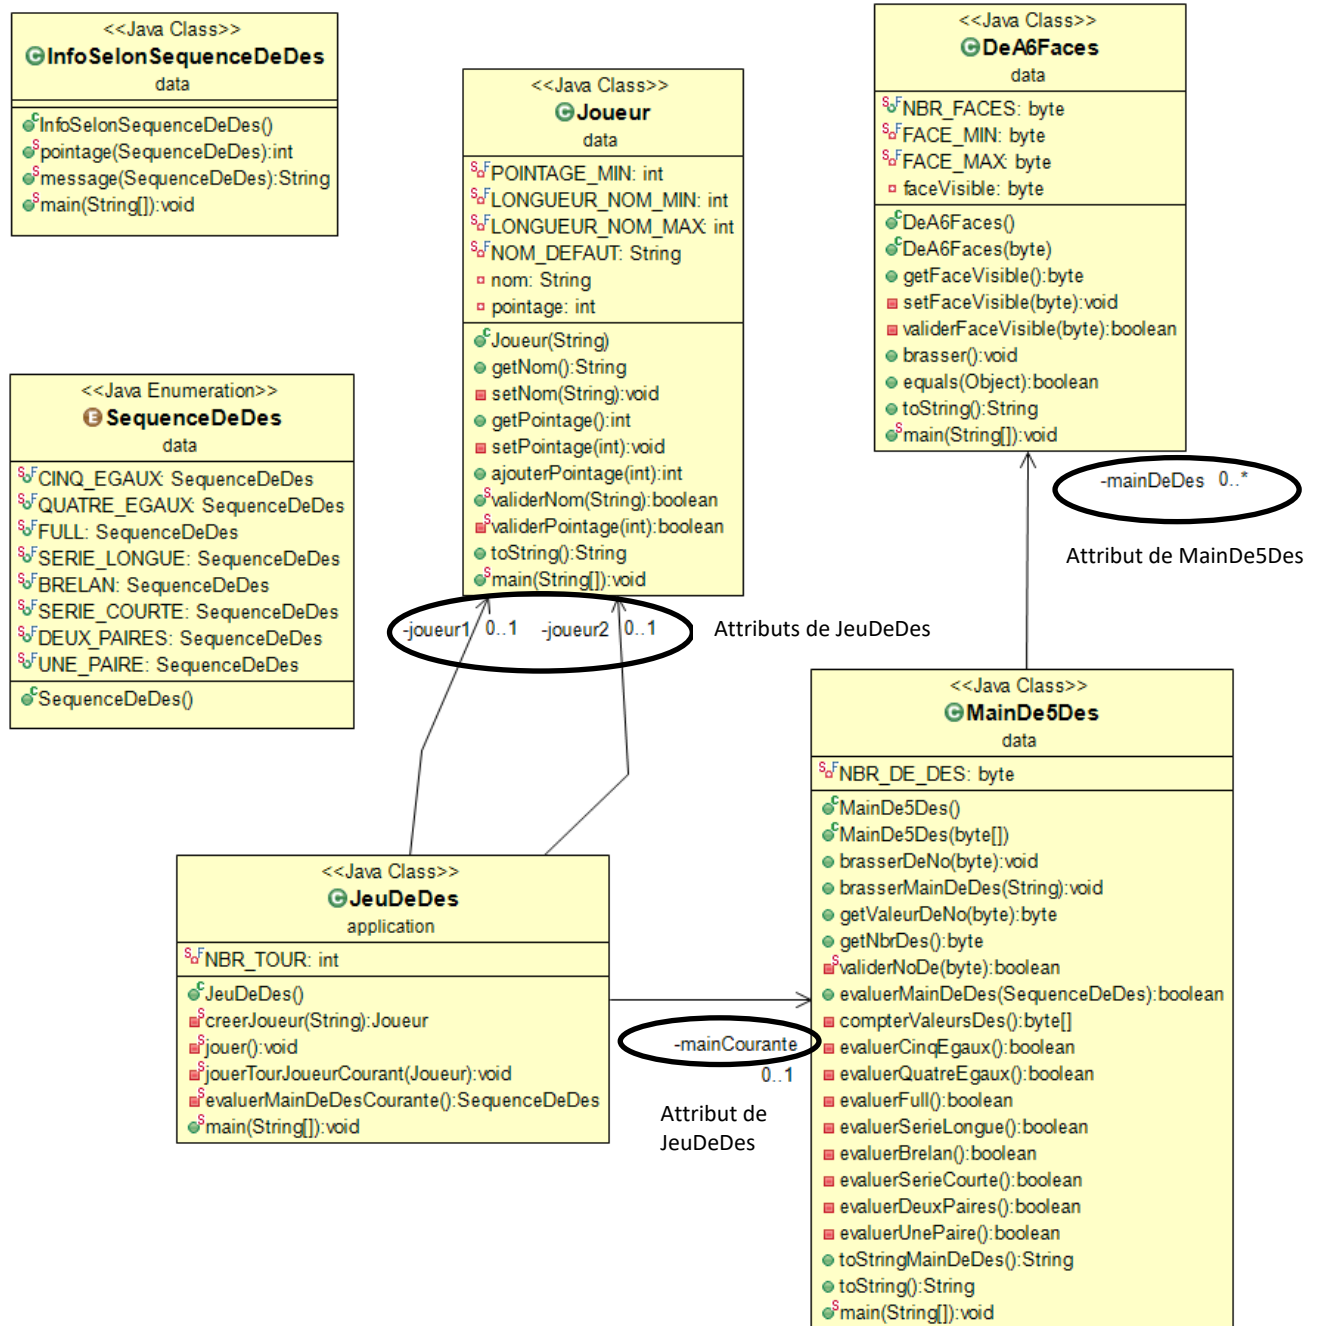 <<Java Class>>
InfoSelonSequenceDeDes
data
InfoSelonSequenceDeDes()
pointage(SequenceDeDes):int
message(SequenceDeDes):String
main(String[]):void
<<Java Enumeration>>
SequenceDeDes
data
CINQ_EGAUX: SequenceDeDes
QUATRE_EGAUX: SequenceDeDes
FULL: SequenceDeDes
SERIE_LONGUE: SequenceDeDes
BRELAN: SequenceDeDes
SERIE_COURTE: SequenceDeDes
DEUX_PAIRES: SequenceDeDes
UNE_PAIRE: SequenceDeDes
SequenceDeDes()
<<Java Class>>
Joueur
data
POINTAGE_MIN: int
LONGUEUR_NOM_MIN: int
LONGUEUR_NOM_MAX: int
NOM_DEFAUT: String
nom: String
pointage: int
Joueur(String)
getNom():String
setNom(String):void
getPointage():int
setPointage(int):void
ajouterPointage(int):int
validerNom(String):boolean
validerPointage(int):boolean
toString():String
main(String[]):void
-joueur1 0..1 -joueur2 0..1
Attributs de JeuDeDes
<<Java Class>>
DeA6Faces
data
NBR_FACES: byte
FACE_MIN: byte
FACE_MAX: byte
faceVisible: byte
DeA6Faces()
DeA6Faces(byte)
getFaceVisible():byte
setFaceVisible(byte):void
validerFaceVisible(byte):boolean
brasser():void
equals(Object):boolean
toString():String
main(String[]):void
-mainDeDes 0..*
Attribut de MainDe5Des
<<Java Class>>
JeuDeDes
application
NBR_TOUR: int
JeuDeDes()
creerJoueur(String):Joueur
jouer():void
jouerTourJoueurCourant(Joueur):void
evaluerMainDeDesCourante():SequenceDeDes
main(String[]):void
-mainCourante
0..1
Attribut de
JeuDeDes
<<Java Class>>
MainDe5Des
data
NBR_DE_DES: byte
MainDe5Des()
MainDe5Des(byte[])
brasserDeNo(byte):void
brasserMainDeDes(String):void
getValeurDeNo(byte):byte
getNbrDes():byte
validerNoDe(byte):boolean
evaluerMainDeDes(SequenceDeDes):boolean
compterValeursDes():byte[]
evaluerCinqEgaux():boolean
evaluerQuatreEgaux():boolean
evaluerFull():boolean
evaluerSerieLongue():boolean
evaluerBrelan():boolean
evaluerSerieCourte():boolean
evaluerDeuxPaires():boolean
evaluerUnePaire():boolean
toStringMainDeDes():String
toString():String
main(String[]):void